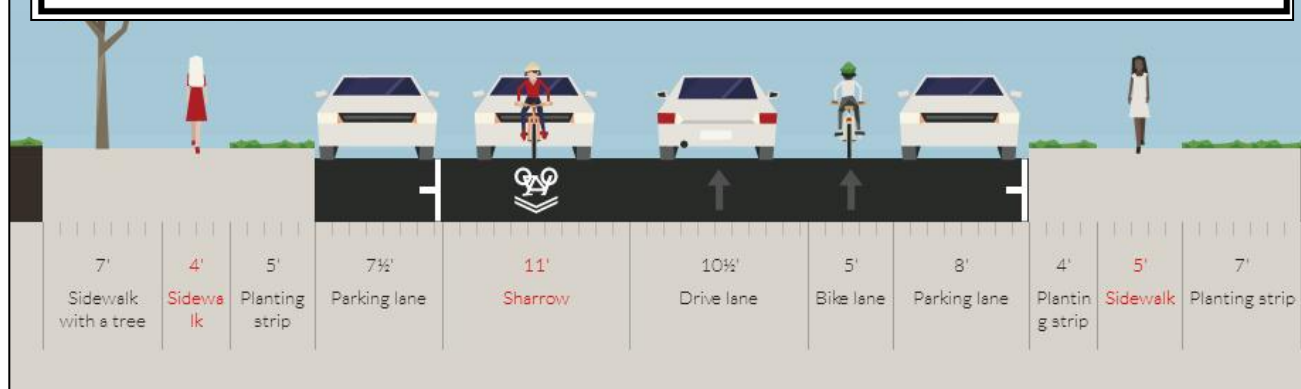 7' 4' 5' 7½' 11' 10½' 5' 8' 4' 5' 7'
Sidewalk with a tree
Sidewa
lk
Planting
strip
Parking lane
Sharrow
Drive lane
Bike lane
Parking lane
Plantin
g strip
Sidewalk
Planting strip